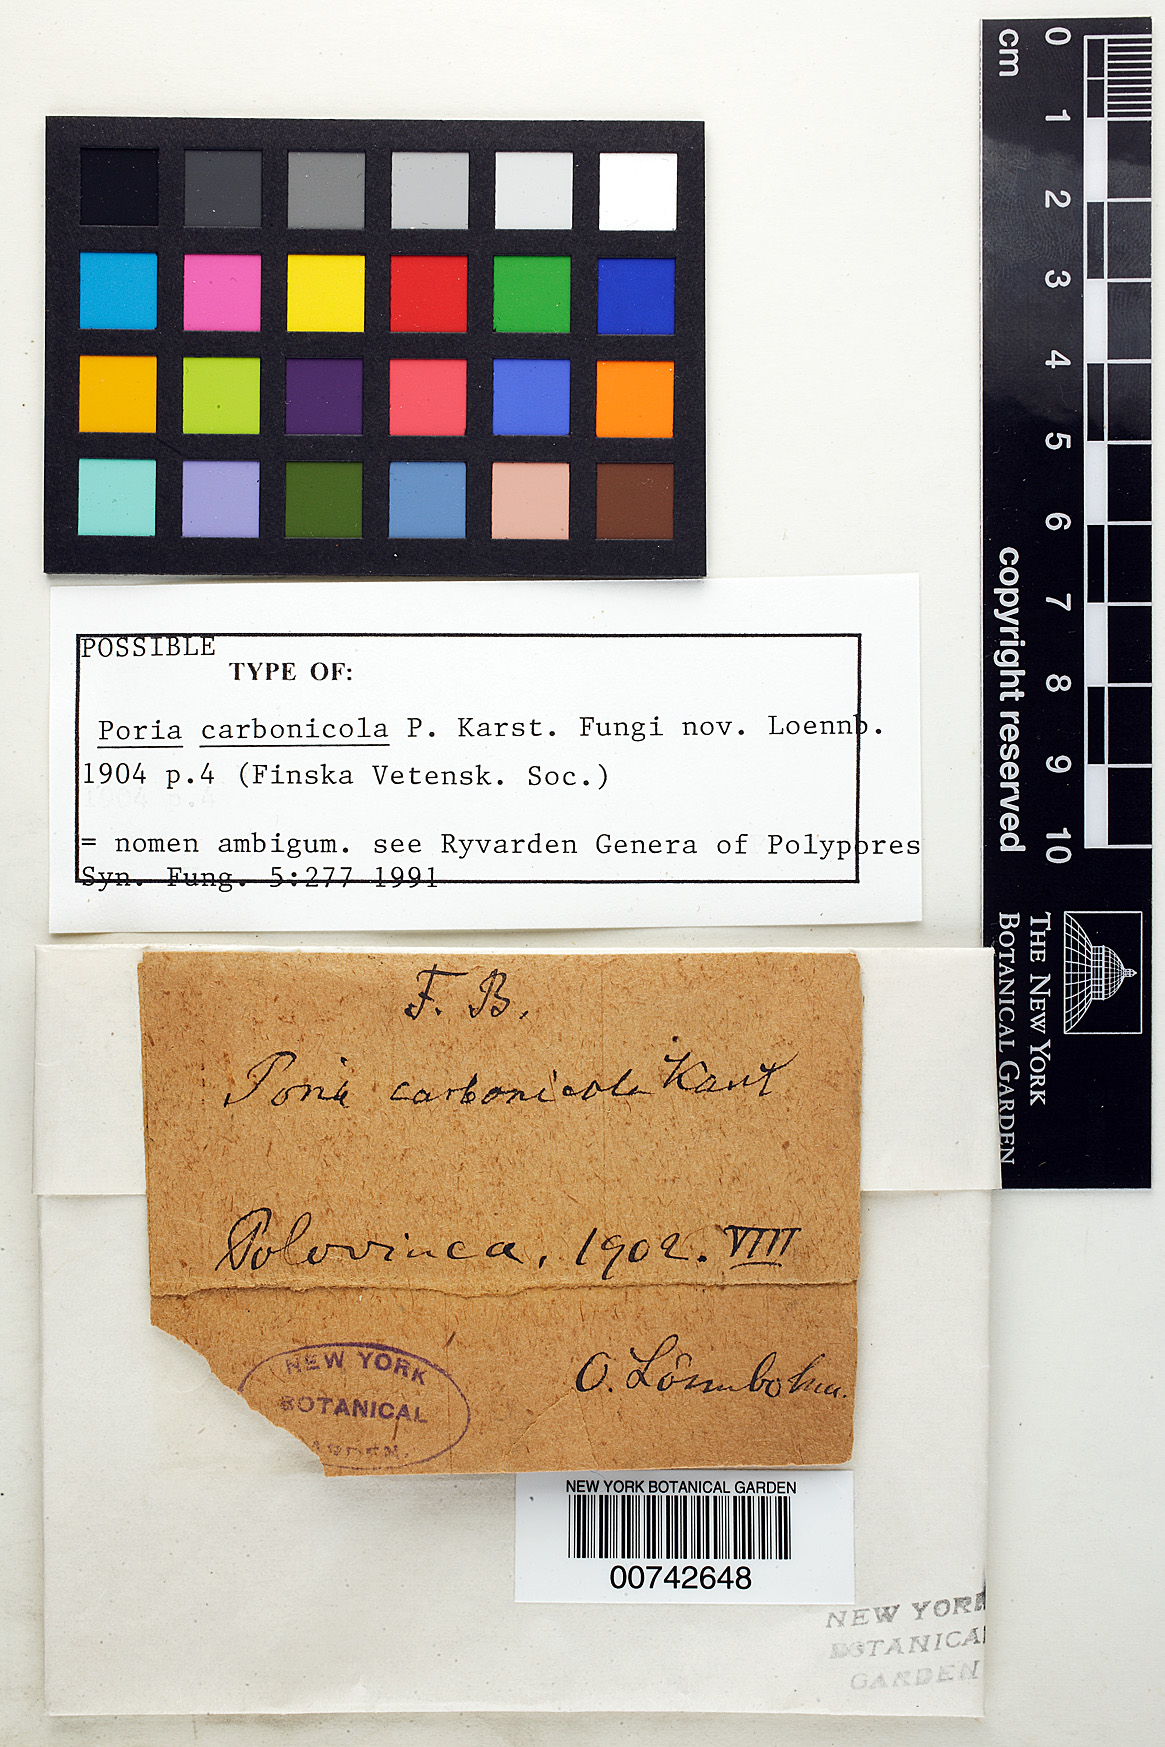 POSSIBLE
TYPE OF:
Poria carbonicola P. Karst. Fungi nov. Loennb.
1904 p.4 (Finska Vetensk. Soc.)
= nomen ambigum. see Ryvarden Genera of Polypores
Syn. Fung. 5:277 1991
F. B.
Poria carbonicola Karst
Polovinca, 1902. VIII
O. Lönnbohm.
NEW YORK
BOTANICAL
GARDEN.
NEW YORK BOTANICAL GARDEN
00742648
NEW YORK
BOTANICAL
GARDEN
cm
0 1 2 3 4 5 6 7 8 9 10
copyright reserved
THE NEW YORK
BOTANICAL GARDEN